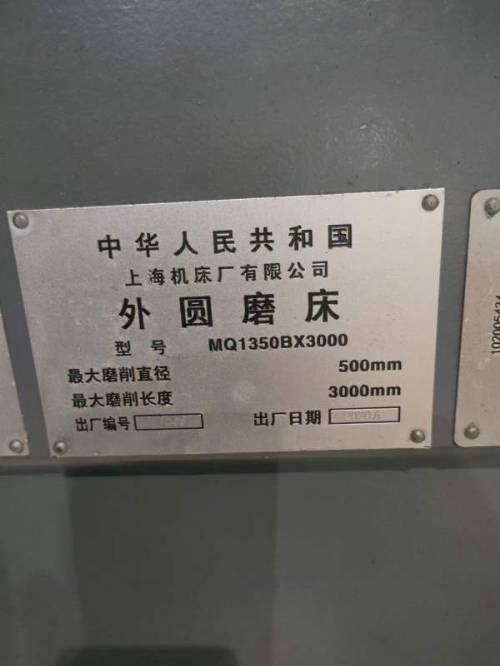 中华人民共和国
上海机床厂有限公司
外圆磨床
型号 MQ1350BX3000
最大磨削直径 500mm
最大磨削长度 3000mm
出厂编号 出厂日期